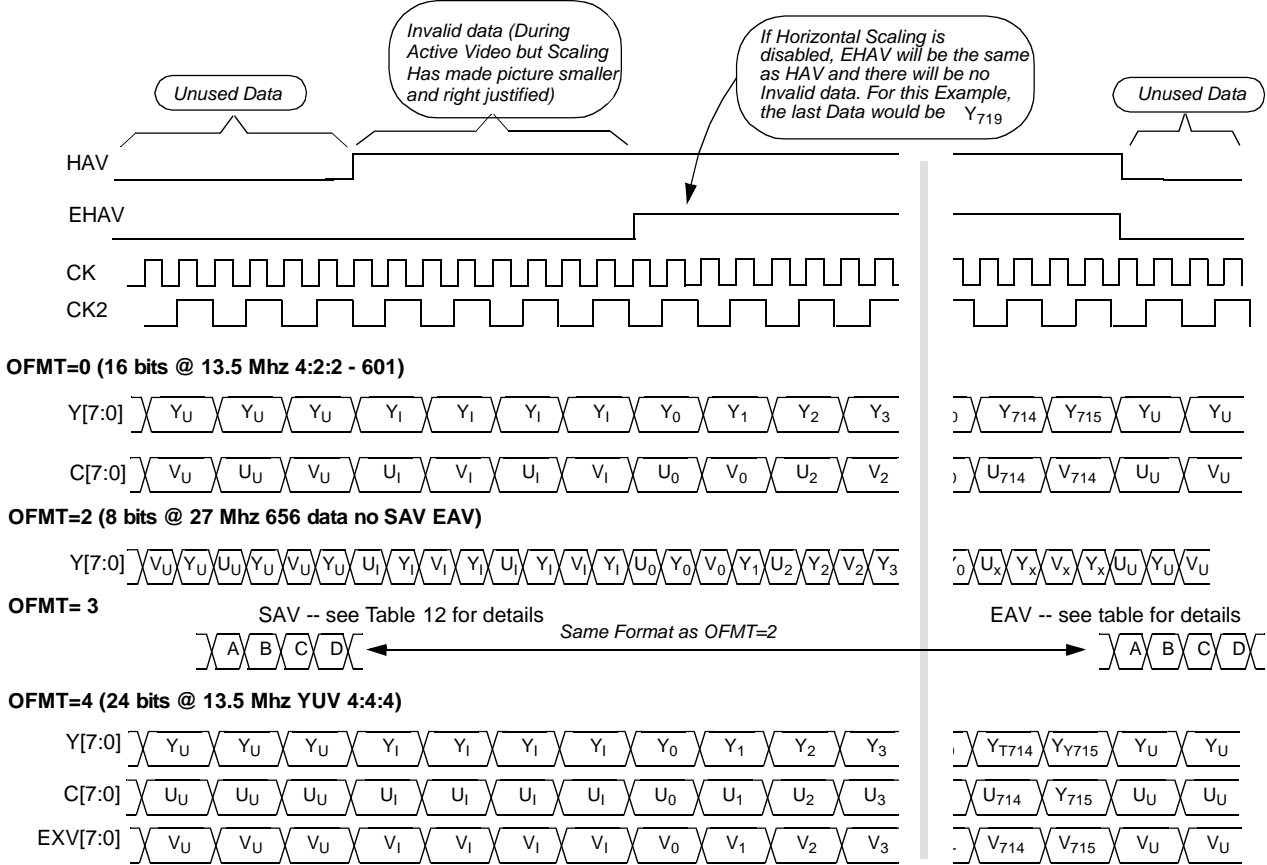 Invalid data (During
Active Video but Scaling
Has made picture smaller
and right justified)
If Horizontal Scaling is
disabled, EHAV will be the same
as HAV and there will be no
Invalid data. For this Example,
the last Data would be Y719
Unused Data
Unused Data
HAV
EHAV
CK
CK2
OFMT=0 (16 bits @ 13.5 Mhz 4:2:2 - 601)
Y[7:0] YU YU YU YI YI YI YI Y0 Y1 Y2 Y3 Y714 Y715 YU YU
C[7:0] VU UU VU UI VI UI VI U0 V0 U2 V2 U714 V714 UU VU
OFMT=2 (8 bits @ 27 Mhz 656 data no SAV EAV)
Y[7:0] VU YU UU YU VU YU UI YI VI YI UI YI VI YI U0 Y0 V0 Y1 U2 Y2 V2 Y3 Y0 Ux Yx Vx Yx UU YU VU
OFMT= 3
SAV -- see Table 12 for details
EAV -- see table for details
Same Format as OFMT=2
A B C D A B C D
OFMT=4 (24 bits @ 13.5 Mhz YUV 4:4:4)
Y[7:0] YU YU YU YI YI YI YI Y0 Y1 Y2 Y3 YT714 YY715 YU YU
C[7:0] UU UU UU UI UI UI UI U0 U1 U2 U3 U714 Y715 UU UU
EXV[7:0] VU VU VU VI VI VI VI V0 V1 V2 V3 V714 V715 VU VU